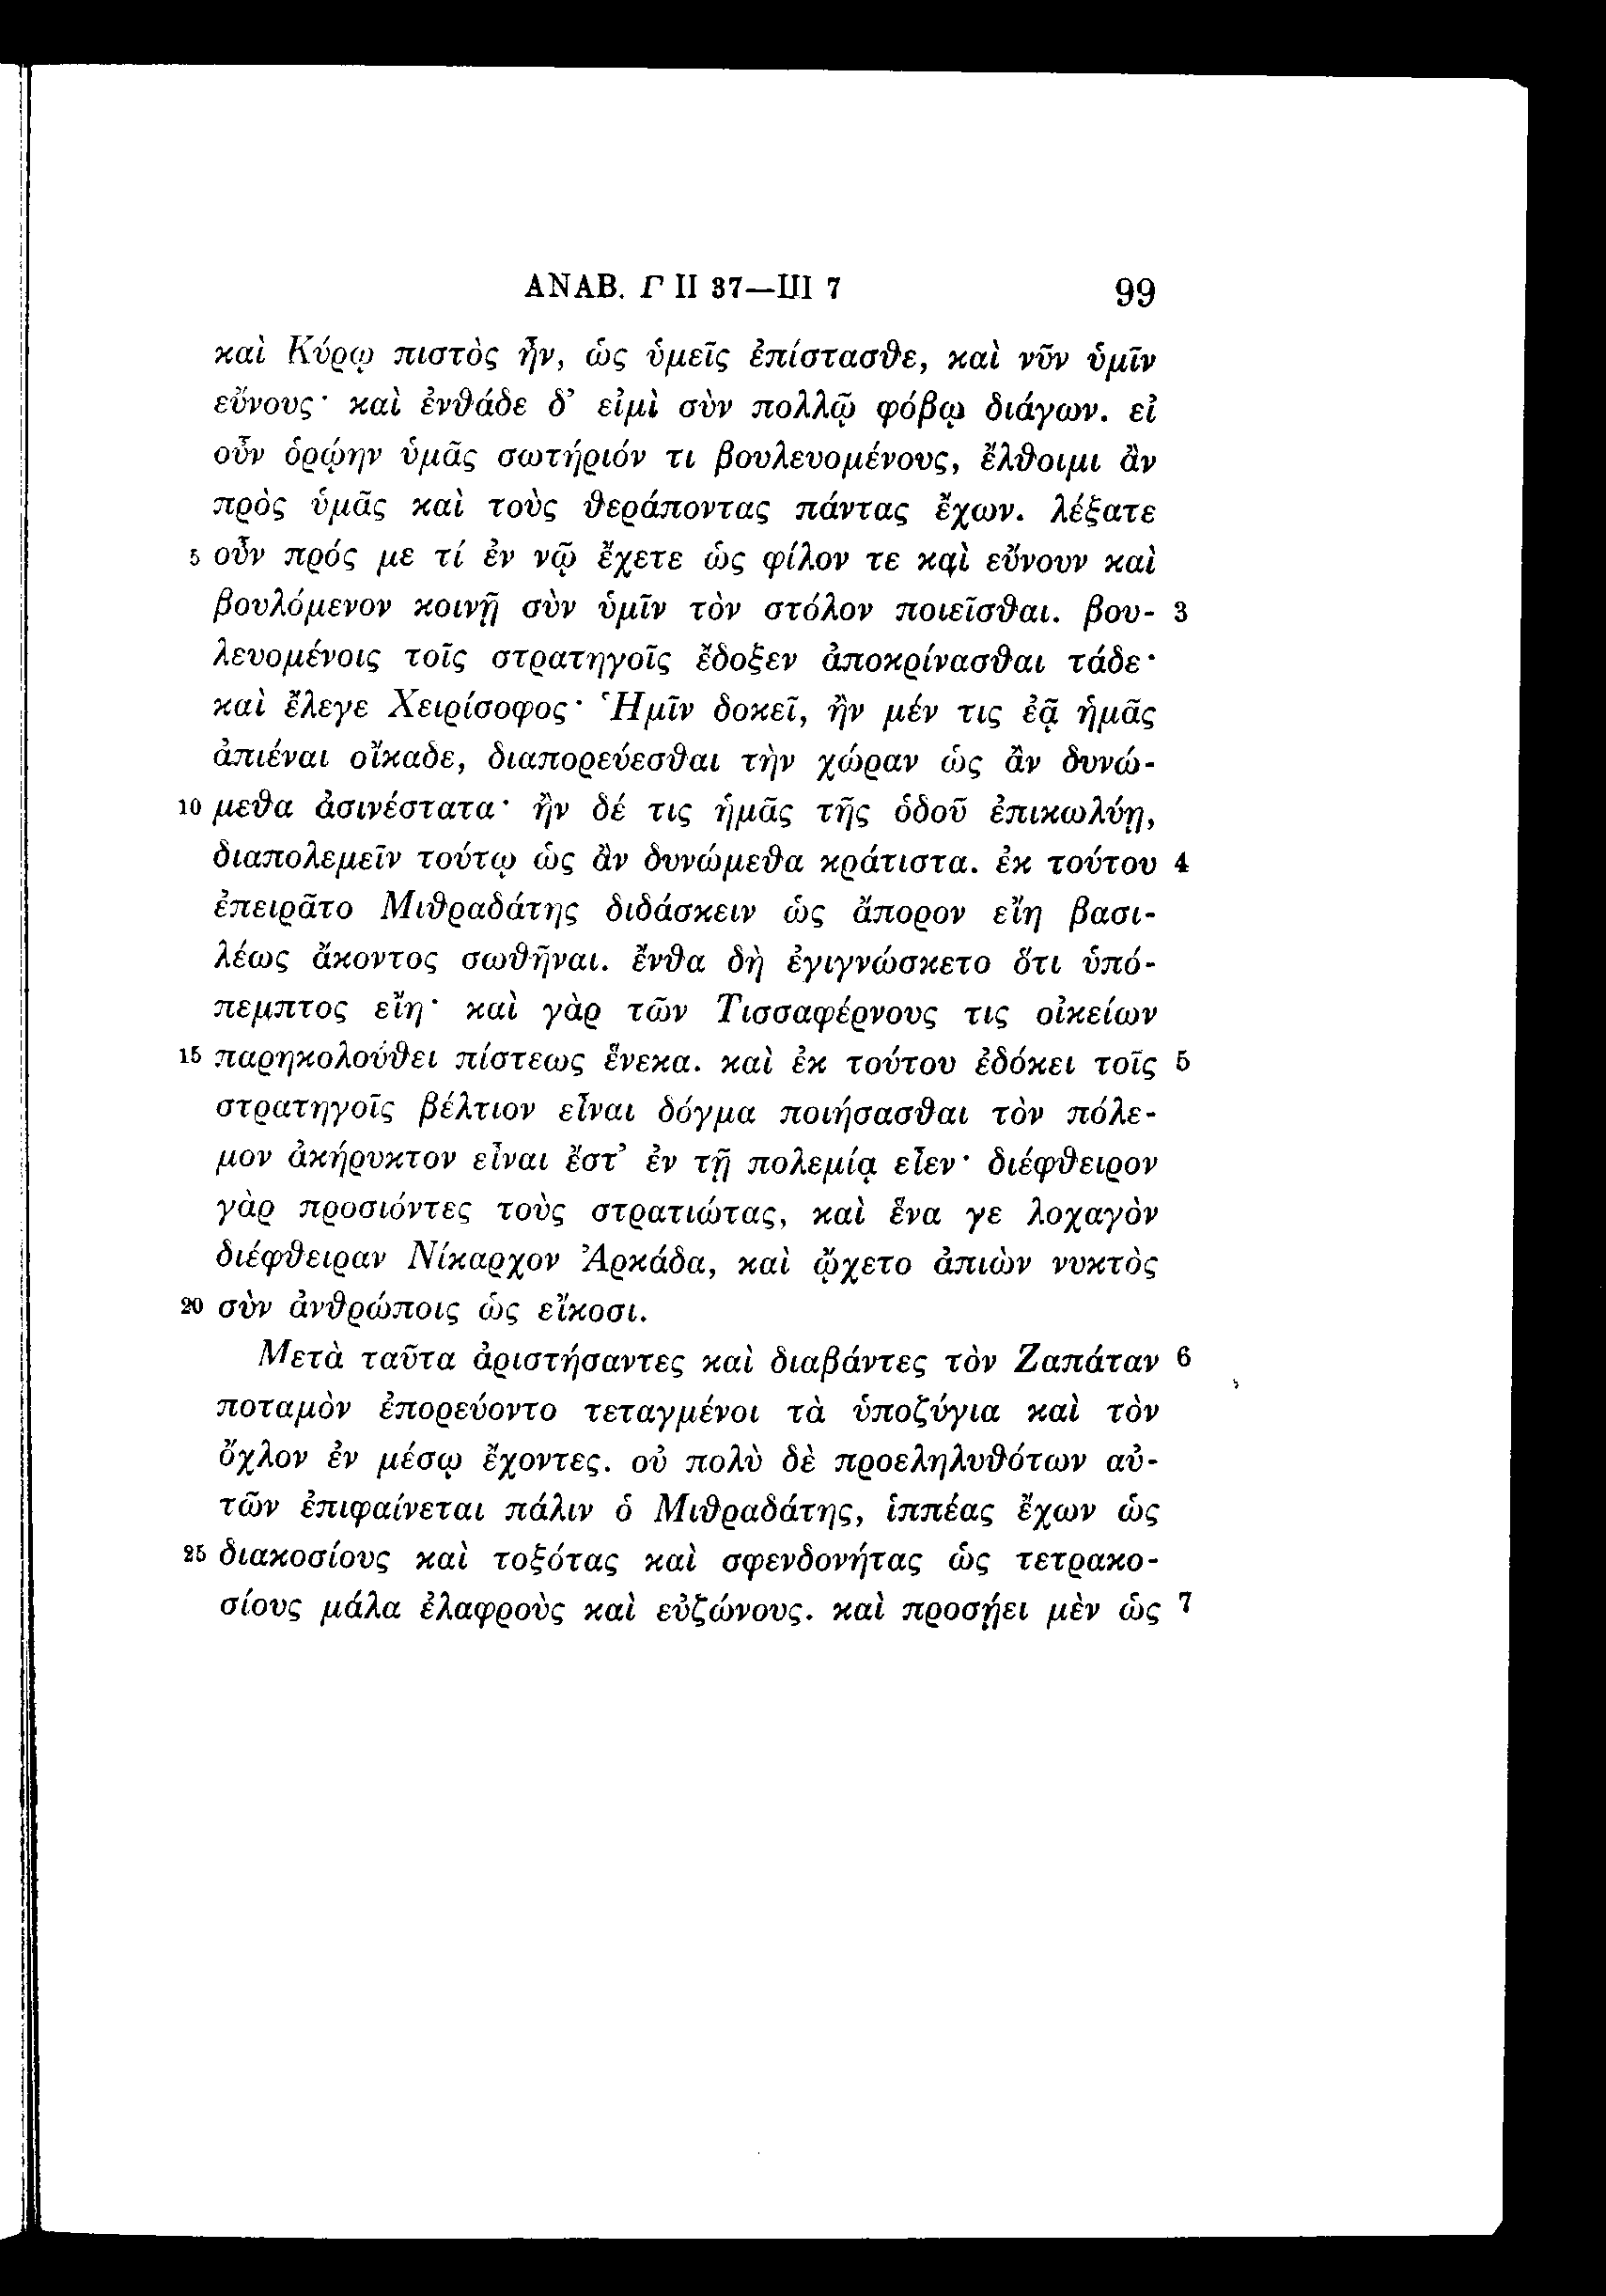 ΑΝΑΒ. Γ II 37—III 7 99
καὶ Κύρῳ πιστὸς ἦν, ὡς ὑμεῖς ἐπίστασθε, καὶ νῦν ὑμῖν
εὔνους· καὶ ἐνθάδε δ’ εἰμὶ σὺν πολλῷ φόβῳ διάγων. εἰ
οὖν ὁρῴην ὑμᾶς σωτήριόν τι βουλευομένους, ἔλθοιμι ἂν
πρὸς ὑμᾶς καὶ τοὺς θεράποντας πάντας ἔχων. λέξατε
5 οὖν πρός με τί ἐν νῷ ἔχετε ὡς φίλον τε καὶ εὔνουν καὶ
βουλόμενον κοινῇ σὺν ὑμῖν τὸν στόλον ποιεῖσθαι. βου- 3
λευομένοις τοῖς στρατηγοῖς ἔδοξεν ἀποκρίνασθαι τάδε·
καὶ ἔλεγε Χειρίσοφος· Ἡμῖν δοκεῖ, ἢν μέν τις ἐᾷ ἡμᾶς
ἀπιέναι οἴκαδε, διαπορεύεσθαι τὴν χώραν ὡς ἂν δυνώ-
10 μεθα ἀσινέστατα· ἢν δέ τις ἡμᾶς τῆς ὁδοῦ ἐπικωλύῃ,
διαπολεμεῖν τούτῳ ὡς ἂν δυνώμεθα κράτιστα. ἐκ τούτου 4
ἐπειρᾶτο Μιθραδάτης διδάσκειν ὡς ἄπορον εἴη βασι-
λέως ἄκοντος σωθῆναι. ἔνθα δὴ ἐγιγνώσκετο ὅτι ὑπό-
πεμπτος εἴη· καὶ γὰρ τῶν Τισσαφέρνους τις οἰκείων
15 παρηκολούθει πίστεως ἕνεκα. καὶ ἐκ τούτου ἐδόκει τοῖς 5
στρατηγοῖς βέλτιον εἶναι δόγμα ποιήσασθαι τὸν πόλε-
μον ἀκήρυκτον εἶναι ἔστ’ ἐν τῇ πολεμίᾳ εἶεν· διέφθειρον
γὰρ προσιόντες τοὺς στρατιώτας, καὶ ἕνα γε λοχαγὸν
διέφθειραν Νίκαρχον Ἀρκάδα, καὶ ᾤχετο ἀπιὼν νυκτὸς
20 σὺν ἀνθρώποις ὡς εἴκοσι.
Μετὰ ταῦτα ἀριστήσαντες καὶ διαβάντες τὸν Ζαπάταν 6
ποταμὸν ἐπορεύοντο τεταγμένοι τὰ ὑποζύγια καὶ τὸν
ὄχλον ἐν μέσῳ ἔχοντες. οὐ πολὺ δὲ προεληλυθότων αὐ-
τῶν ἐπιφαίνεται πάλιν ὁ Μιθραδάτης, ἱππέας ἔχων ὡς
25 διακοσίους καὶ τοξότας καὶ σφενδονήτας ὡς τετρακο-
σίους μάλα ἐλαφροὺς καὶ εὐζώνους. καὶ προσῄει μὲν ὡς 7